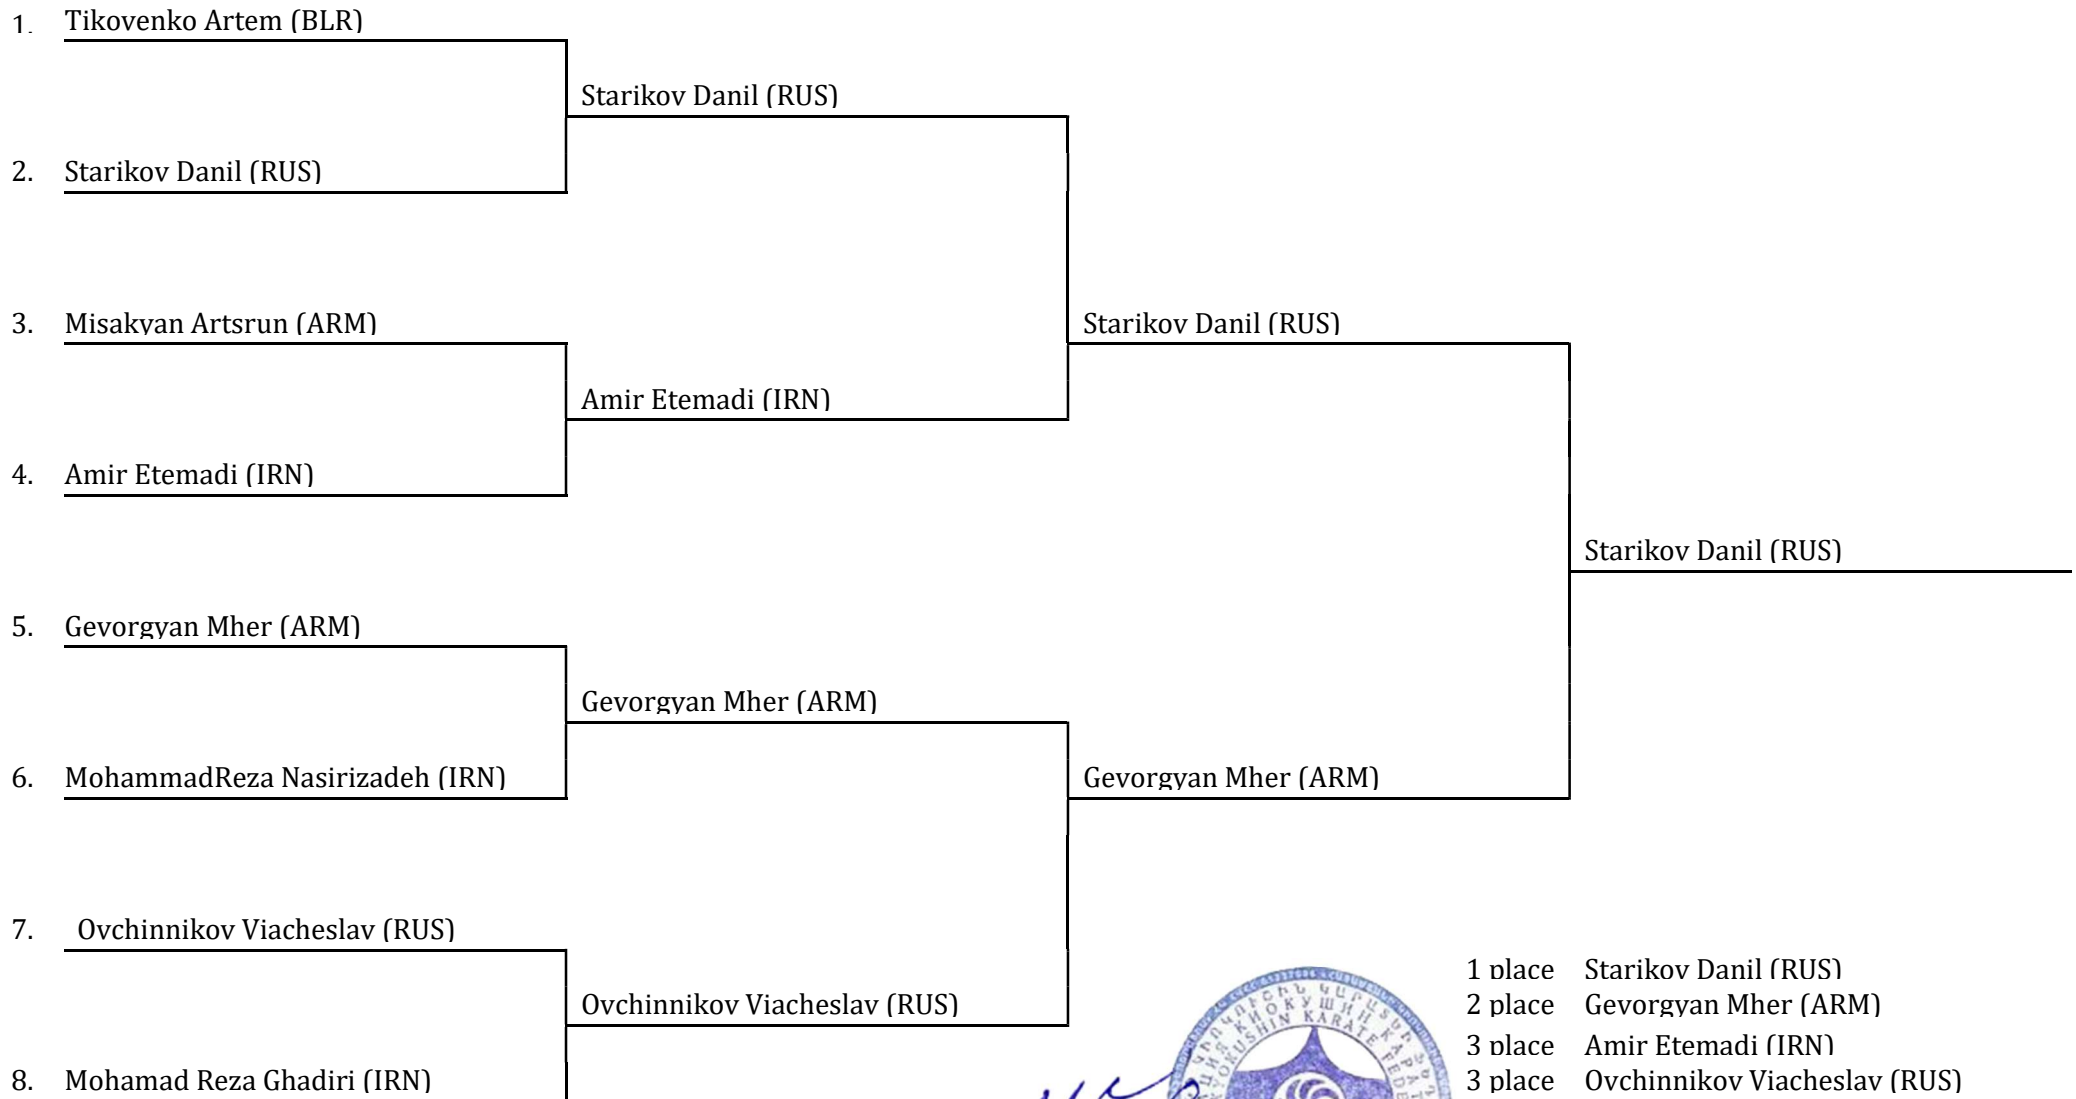 1. Tikovenko Artem (BLR)
Starikov Danil (RUS)
2. Starikov Danil (RUS)
3. Misakyan Artsrun (ARM)
Starikov Danil (RUS)
Amir Etemadi (IRN)
4. Amir Etemadi (IRN)
Starikov Danil (RUS)
5. Gevorgyan Mher (ARM)
Gevorgyan Mher (ARM)
6. MohammadReza Nasirizadeh (IRN)
Gevorgyan Mher (ARM)
7. Ovchinnikov Viacheslav (RUS)
1 place Starikov Danil (RUS)
Ovchinnikov Viacheslav (RUS)
2 place Gevorgyan Mher (ARM)
3 place Amir Etemadi (IRN)
8. Mohamad Reza Ghadiri (IRN)
3 place Ovchinnikov Viacheslav (RUS)
КИОКУШИН
KARATE